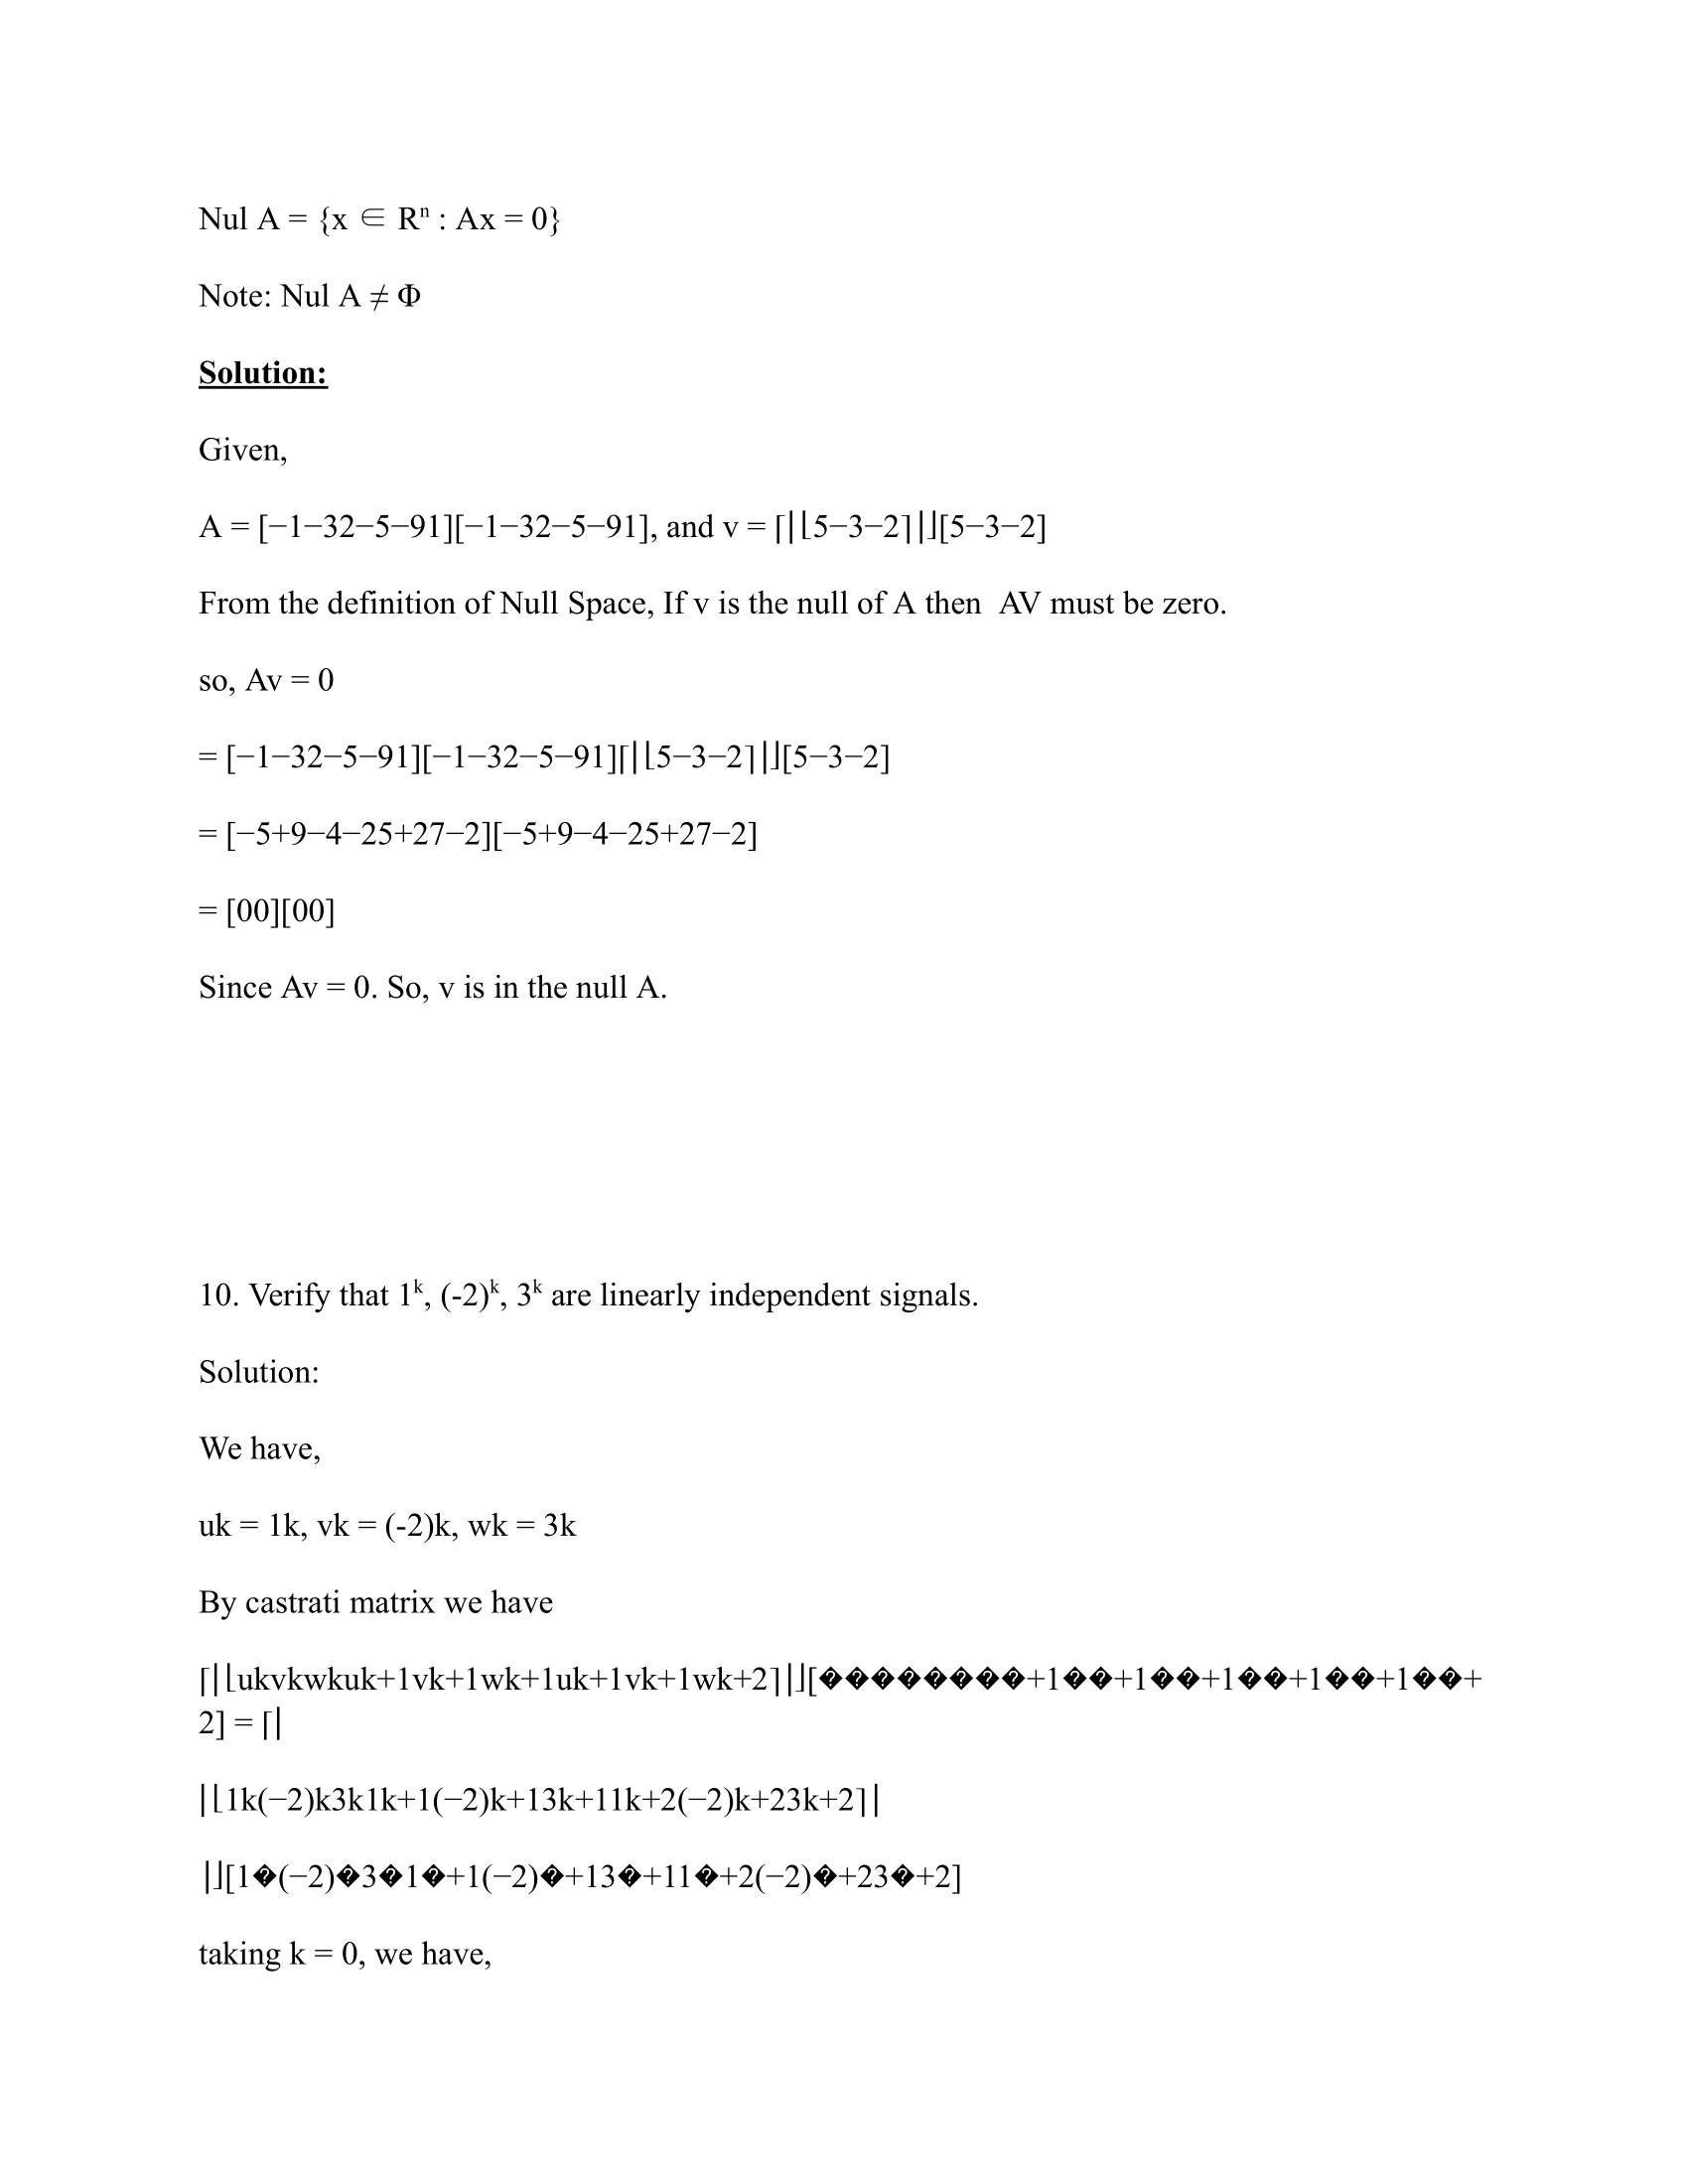 Nul A = {x ∈ Rⁿ : Ax = 0}
Note: Nul A ≠ Φ
Solution:
Given,
A = [−1−32−5−91][−1−32−5−91], and v = ⎡⎢⎣5−3−2⎤⎥⎦[5−3−2]
From the definition of Null Space, If v is the null of A then  AV must be zero.
so, Av = 0
= [−1−32−5−91][−1−32−5−91]⎡⎢⎣5−3−2⎤⎥⎦[5−3−2]
= [−5+9−4−25+27−2][−5+9−4−25+27−2]
= [00][00]
Since Av = 0. So, v is in the null A.
10. Verify that 1ᵏ, (-2)ᵏ, 3ᵏ are linearly independent signals.
Solution:
We have,
uk = 1k, vk = (-2)k, wk = 3k
By castrati matrix we have
⎡⎢⎣ukvkwkuk+1vk+1wk+1uk+1vk+1wk+2⎤⎥⎦[��������+1��+1��+1��+1��+1��+
2] = ⎡⎢
⎢⎣1k(−2)k3k1k+1(−2)k+13k+11k+2(−2)k+23k+2⎤⎥
⎥⎦[1�(−2)�3�1�+1(−2)�+13�+11�+2(−2)�+23�+2]
taking k = 0, we have,